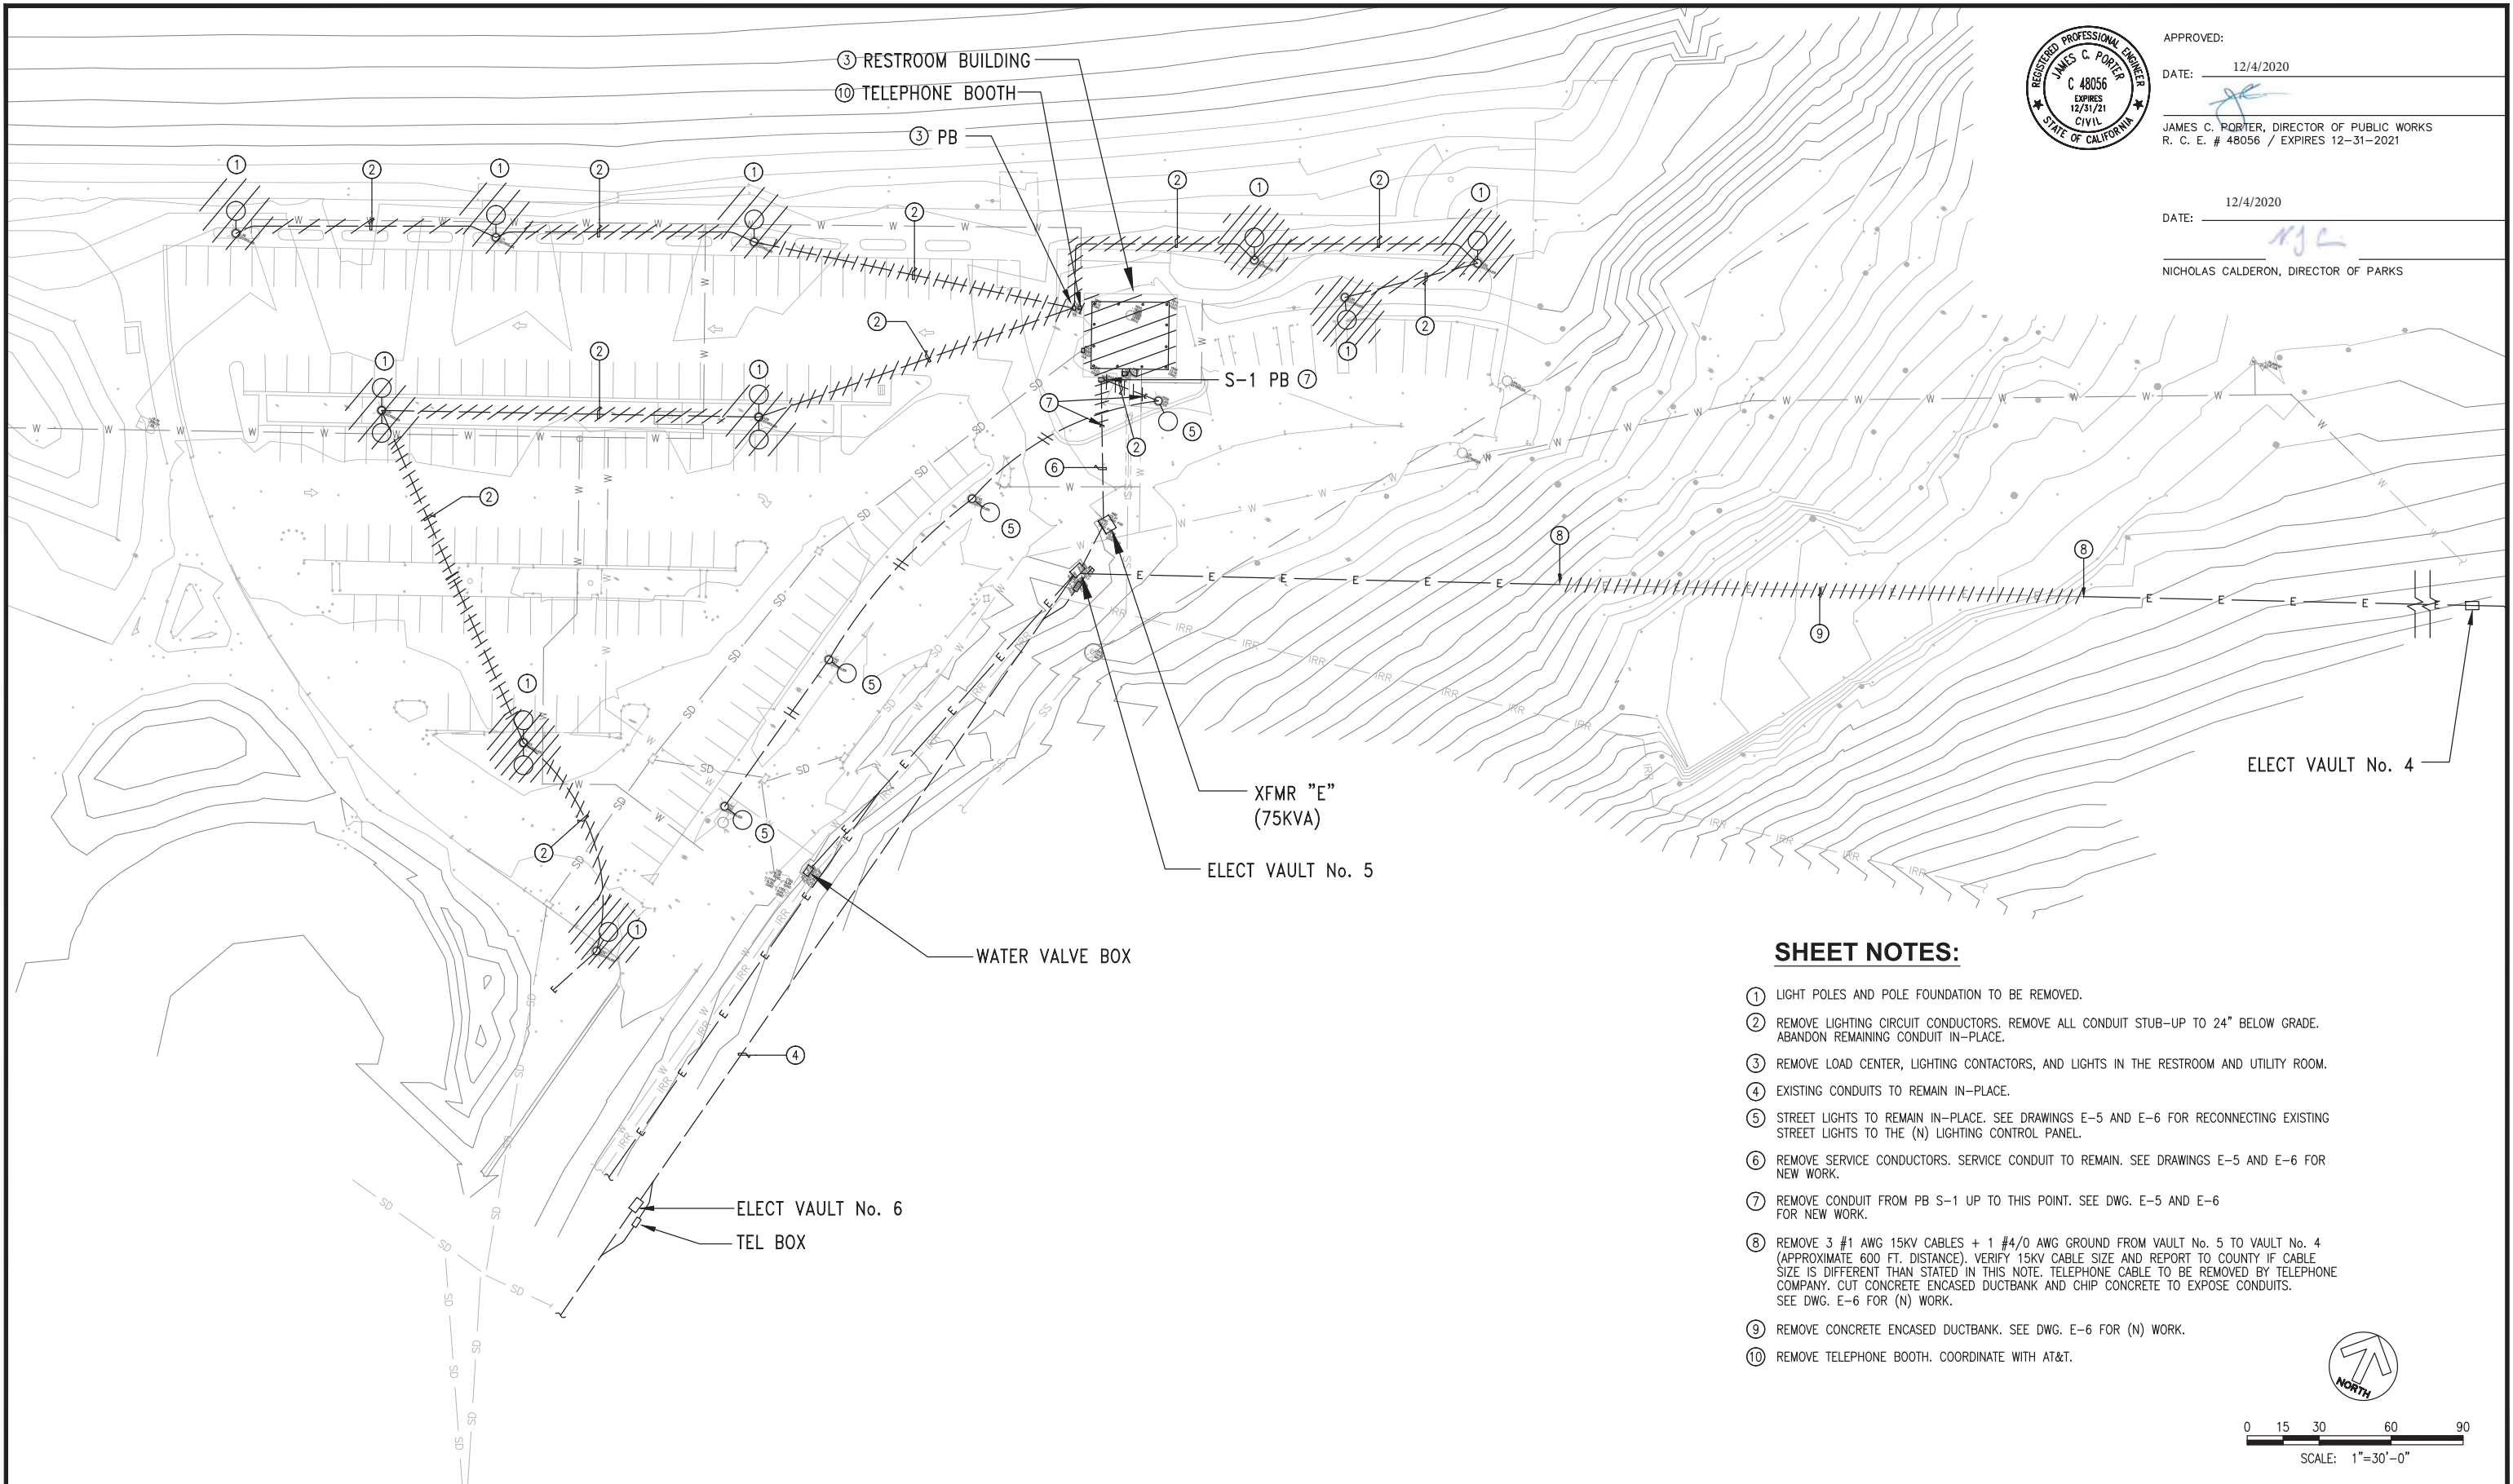 ③ RESTROOM BUILDING
⑩ TELEPHONE BOOTH
③ PB
REGISTERED PROFESSIONAL ENGINEER
JAMES C. PORTER
C 48056
EXPIRES
12/31/21
CIVIL
STATE OF CALIFORNIA
APPROVED:
DATE: 12/4/2020
JAMES C. PORTER, DIRECTOR OF PUBLIC WORKS
R. C. E. # 48056 / EXPIRES 12-31-2021
12/4/2020
DATE:
NICHOLAS CALDERON, DIRECTOR OF PARKS
S-1 PB ⑦
XFMR "E"
(75KVA)
ELECT VAULT No. 5
ELECT VAULT No. 4
WATER VALVE BOX
ELECT VAULT No. 6
TEL BOX
SHEET NOTES:
① LIGHT POLES AND POLE FOUNDATION TO BE REMOVED.
② REMOVE LIGHTING CIRCUIT CONDUCTORS. REMOVE ALL CONDUIT STUB-UP TO 24" BELOW GRADE.
ABANDON REMAINING CONDUIT IN-PLACE.
③ REMOVE LOAD CENTER, LIGHTING CONTACTORS, AND LIGHTS IN THE RESTROOM AND UTILITY ROOM.
④ EXISTING CONDUITS TO REMAIN IN-PLACE.
⑤ STREET LIGHTS TO REMAIN IN-PLACE. SEE DRAWINGS E-5 AND E-6 FOR RECONNECTING EXISTING
STREET LIGHTS TO THE (N) LIGHTING CONTROL PANEL.
⑥ REMOVE SERVICE CONDUCTORS. SERVICE CONDUIT TO REMAIN. SEE DRAWINGS E-5 AND E-6 FOR
NEW WORK.
⑦ REMOVE CONDUIT FROM PB S-1 UP TO THIS POINT. SEE DWG. E-5 AND E-6
FOR NEW WORK.
⑧ REMOVE 3 #1 AWG 15KV CABLES + 1 #4/0 AWG GROUND FROM VAULT No. 5 TO VAULT No. 4
(APPROXIMATE 600 FT. DISTANCE). VERIFY 15KV CABLE SIZE AND REPORT TO COUNTY IF CABLE
SIZE IS DIFFERENT THAN STATED IN THIS NOTE. TELEPHONE CABLE TO BE REMOVED BY TELEPHONE
COMPANY. CUT CONCRETE ENCASED DUCTBANK AND CHIP CONCRETE TO EXPOSE CONDUITS.
SEE DWG. E-6 FOR (N) WORK.
⑨ REMOVE CONCRETE ENCASED DUCTBANK. SEE DWG. E-6 FOR (N) WORK.
⑩ REMOVE TELEPHONE BOOTH. COORDINATE WITH AT&T.
NORTH
0 15 30 60 90
SCALE: 1"=30'-0"